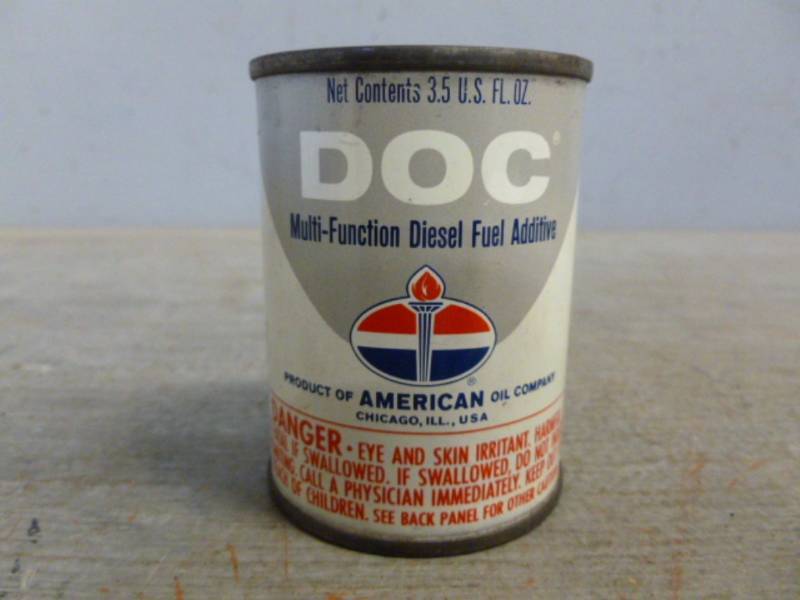 Net Contents 3.5 U.S. FL. OZ.
DOC®
Multi-Function Diesel Fuel Additive
®
PRODUCT OF AMERICAN OIL COMPANY
CHICAGO, ILL., USA
DANGER • EYE AND SKIN IRRITANT.
IF SWALLOWED. IF SWALLOWED, DO NOT
CALL A PHYSICIAN IMMEDIATELY. KEEP OUT
OF CHILDREN. SEE BACK PANEL FOR OTHER